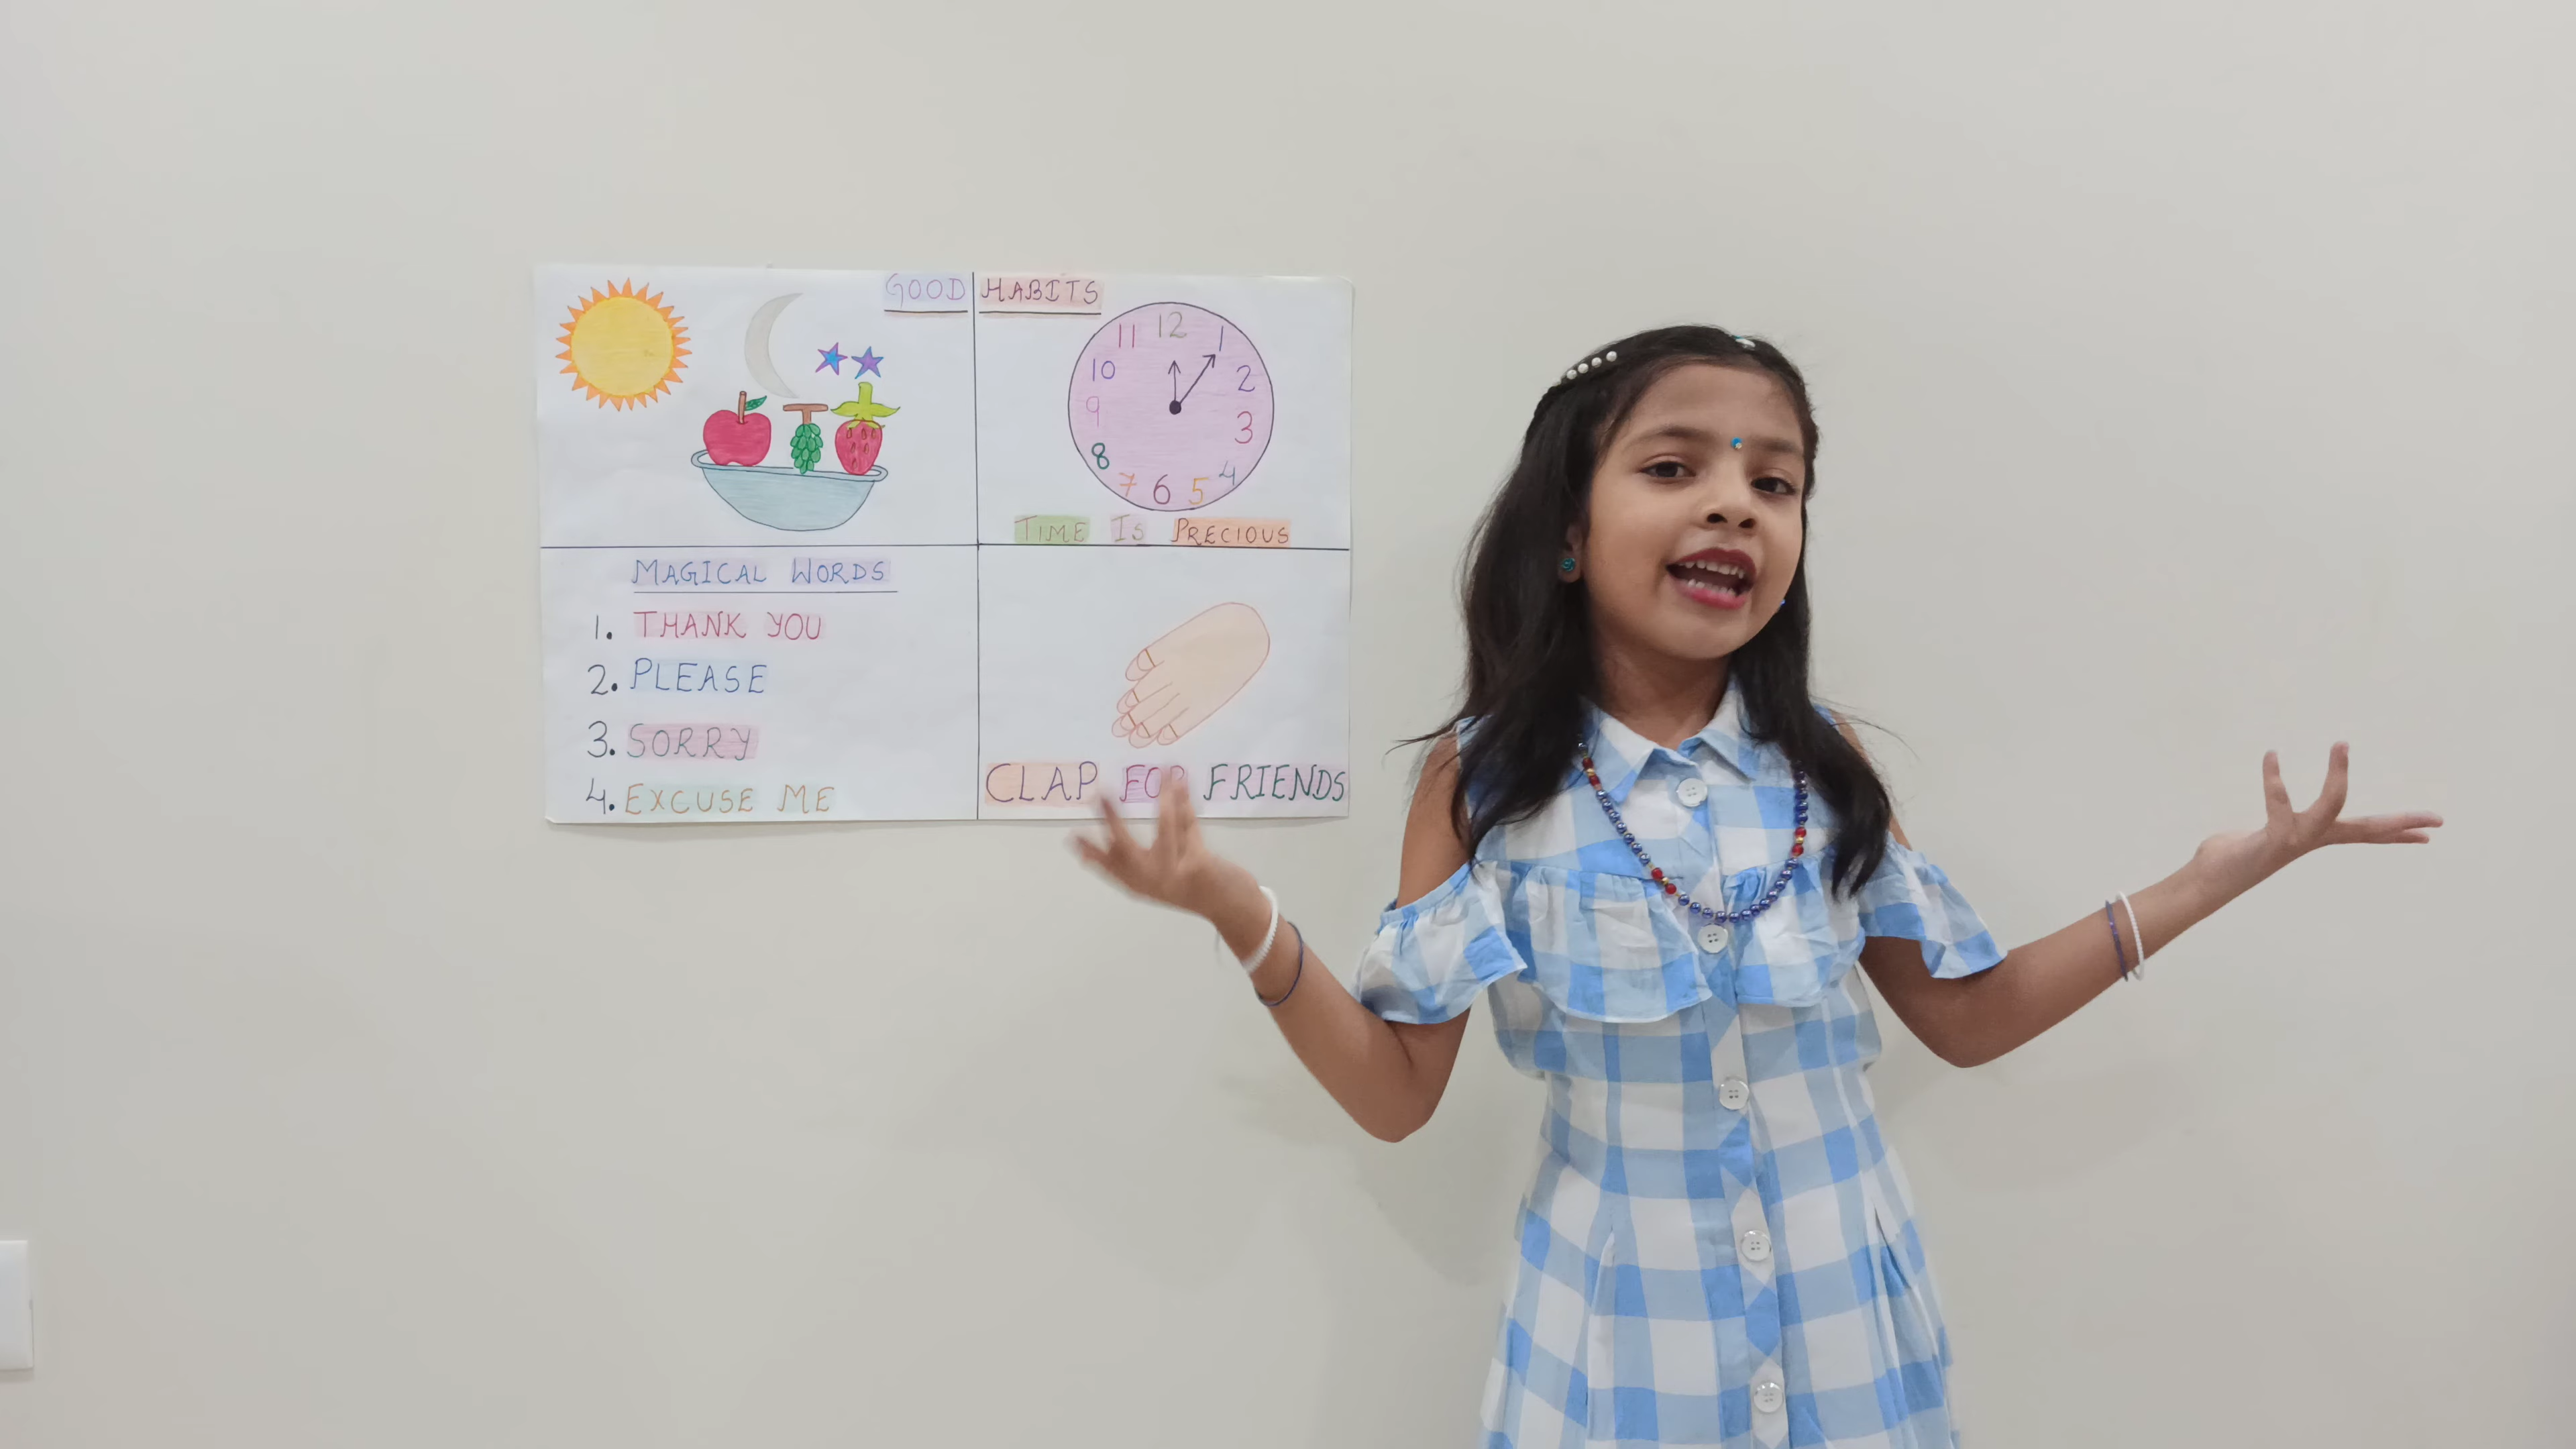 GOOD HABITS
11 12 1
10 2
9 3
8 4
7 6 5
TIME IS PRECIOUS
MAGICAL WORDS
1. THANK YOU
2. PLEASE
3. SORRY
4. EXCUSE ME
CLAP FOR FRIENDS